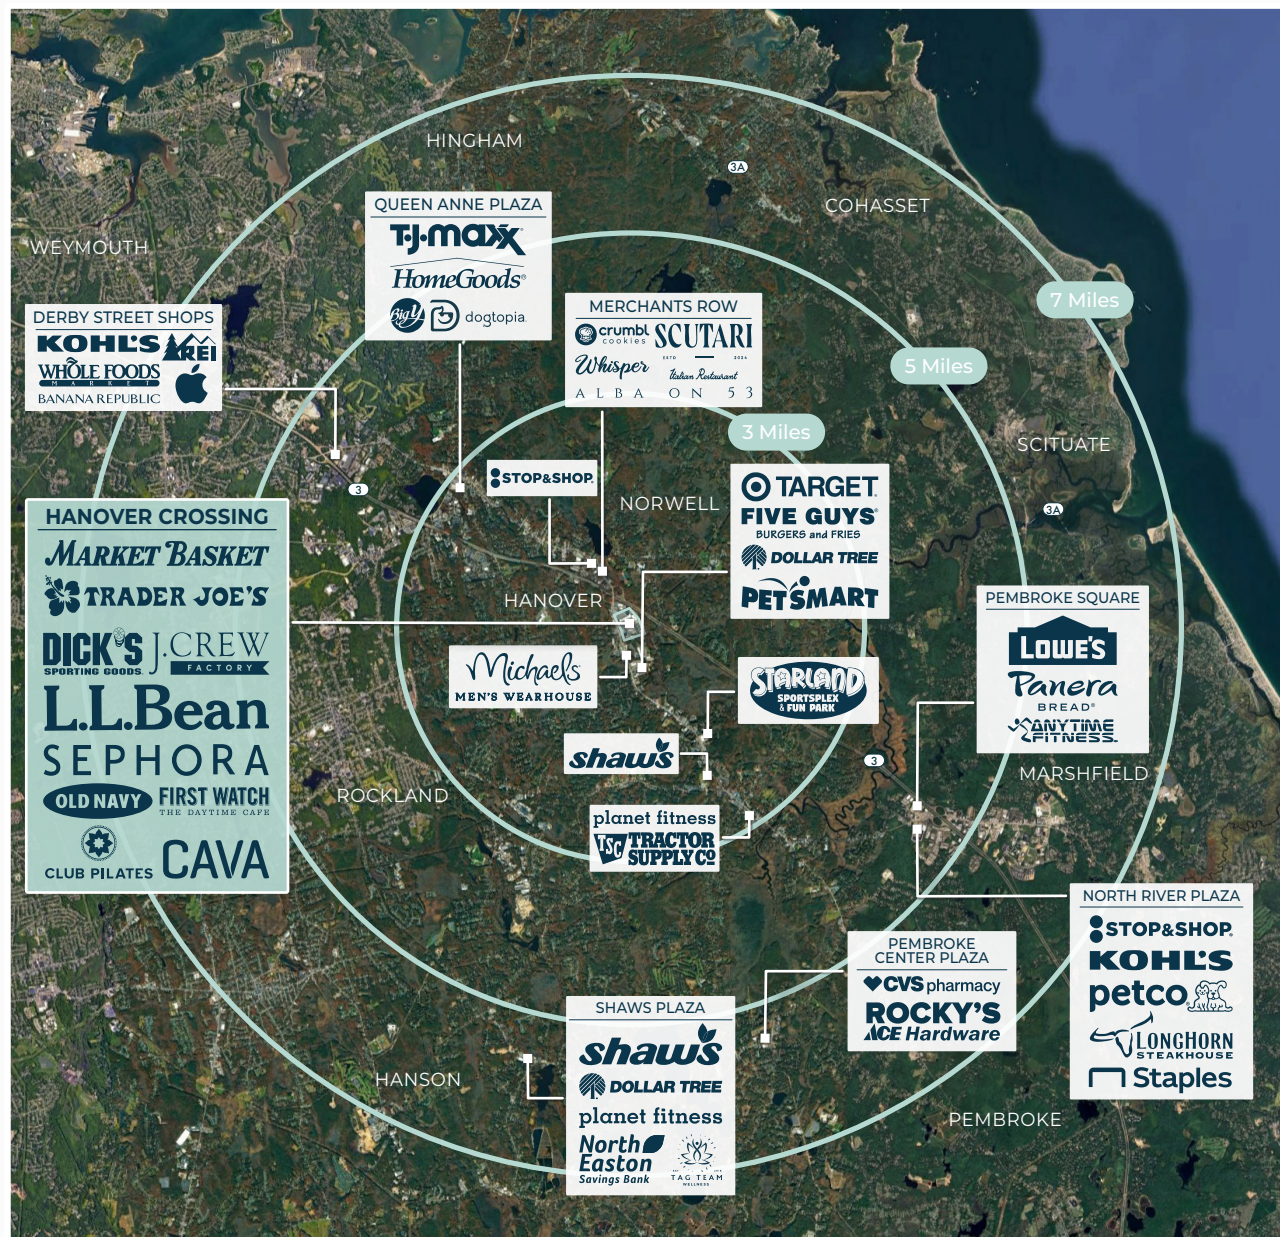 HINGHAM
3A
COHASSET
WEYMOUTH
7 Miles
5 Miles
3 Miles
QUEEN ANNE PLAZA
T·J·maxx
HomeGoods®
Big Y
dogtopia
DERBY STREET SHOPS
KOHL'S
REI
WHOLE FOODS
MARKET
BANANA REPUBLIC
MERCHANTS ROW
crumbl
cookies
SCUTARI
ESTD 2024
Italian Restaurant
Whisper
ALBA ON 53
SCITUATE
3A
3
STOP&SHOP
NORWELL
TARGET
FIVE GUYS®
BURGERS and FRIES
DOLLAR TREE
PETSMART
HANOVER CROSSING
MARKET BASKET
TRADER JOE'S
DICK'S
SPORTING GOODS
J.CREW
FACTORY
L.L.Bean
SEPHORA
OLD NAVY
FIRST WATCH
THE DAYTIME CAFE
CLUB PILATES
CAVA
HANOVER
Michaels
MEN'S WEARHOUSE
PEMBROKE SQUARE
LOWE'S
Panera
BREAD®
ANYTIME
FITNESS
STARLAND
SPORTSPLEX
& FUN PARK
shaw's
3
MARSHFIELD
ROCKLAND
planet fitness
TSC TRACTOR
SUPPLY CO
NORTH RIVER PLAZA
STOP&SHOP
KOHL'S
petco
LONGHORN
STEAKHOUSE
Staples
PEMBROKE
CENTER PLAZA
CVS pharmacy
ROCKY'S
ACE Hardware
SHAWS PLAZA
shaw's
DOLLAR TREE
planet fitness
North
Easton
Savings Bank
TAG TEAM
WELLNESS
HANSON
PEMBROKE